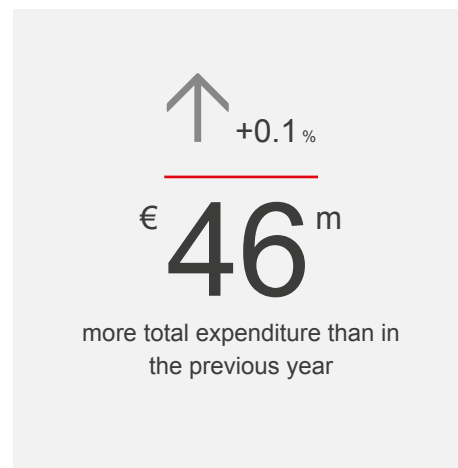 +0.1 %
€ 46 m
more total expenditure than in
the previous year